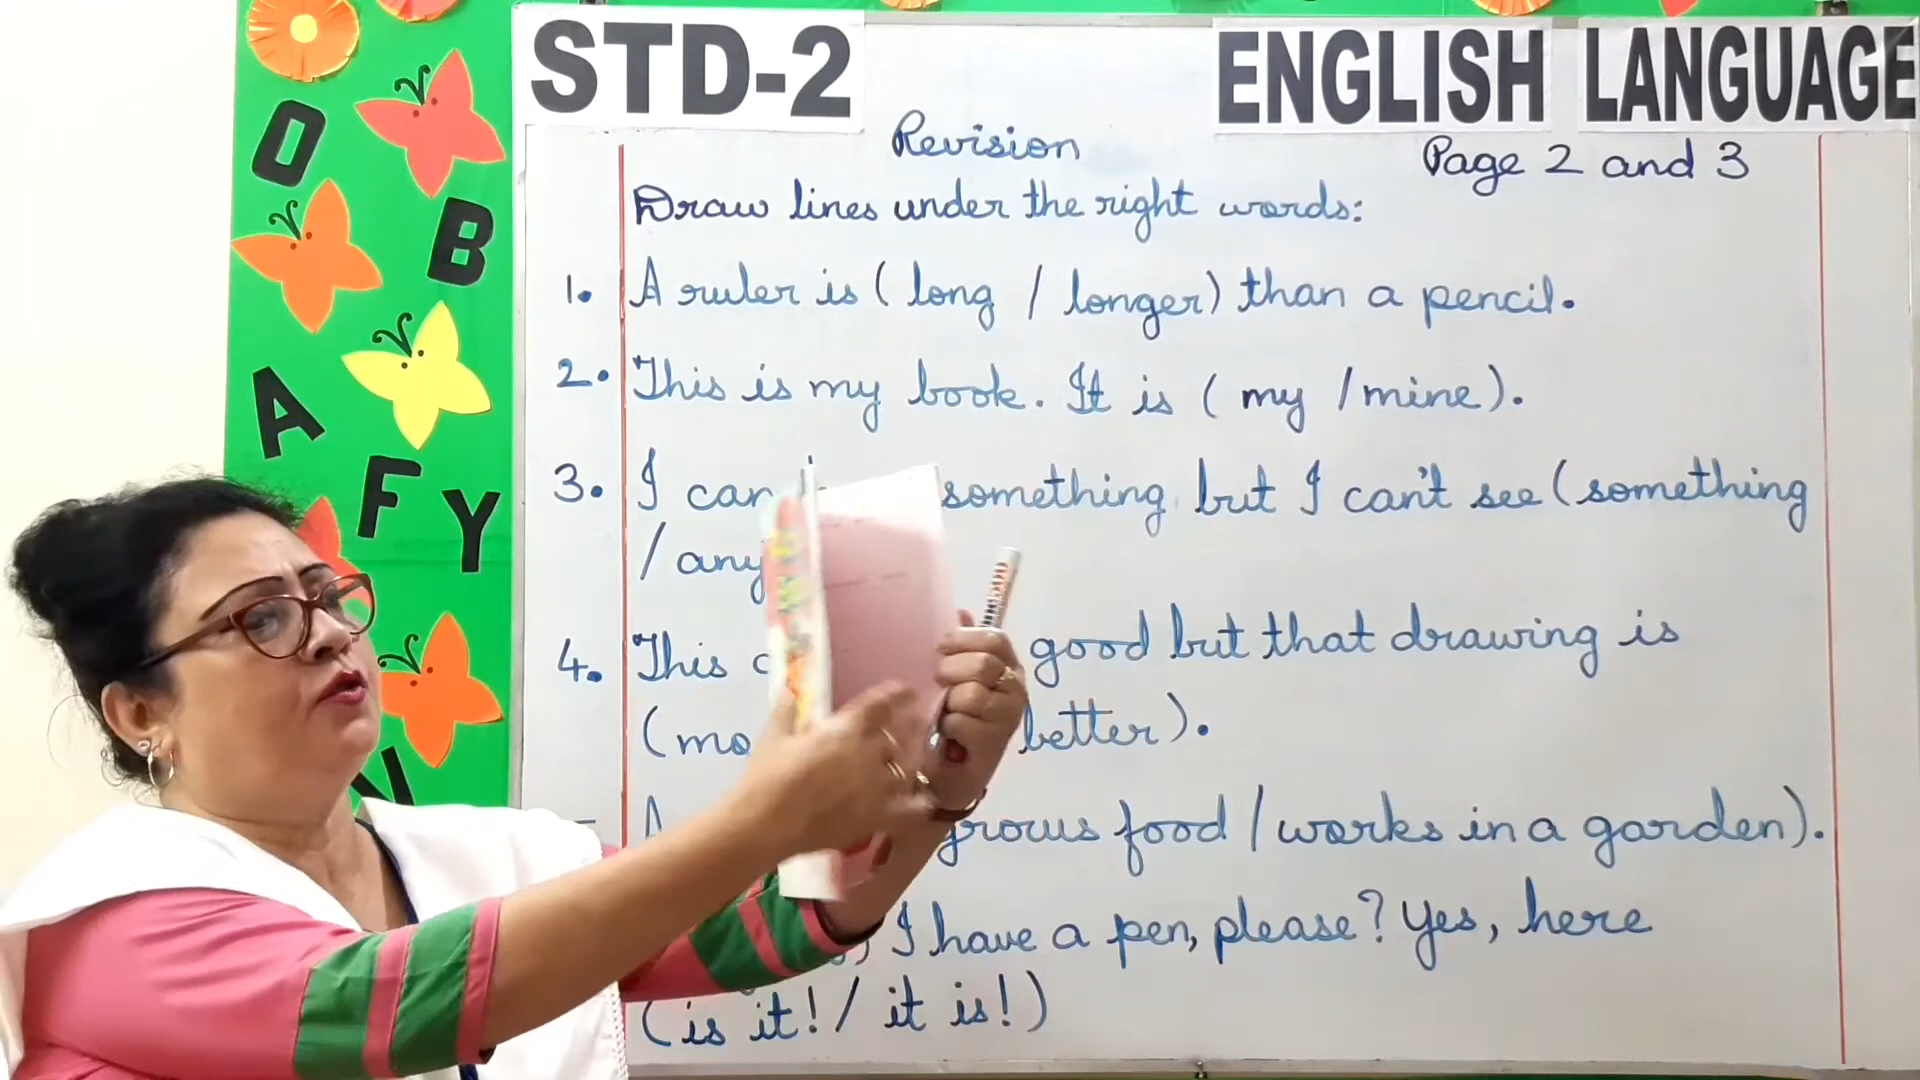 STD-2 ENGLISH LANGUAGE
Revision
Page 2 and 3
Draw lines under the right words:
1. A ruler is ( long / longer) than a pencil.
2. This is my book. It is ( my / mine ).
3. I can something but I can't see ( something
/
4. This good but that drawing is
( better ).
A grows food / works in a garden).
I have a pen, please? Yes, here
( is it! / it is! )
O
B
A
F
Y